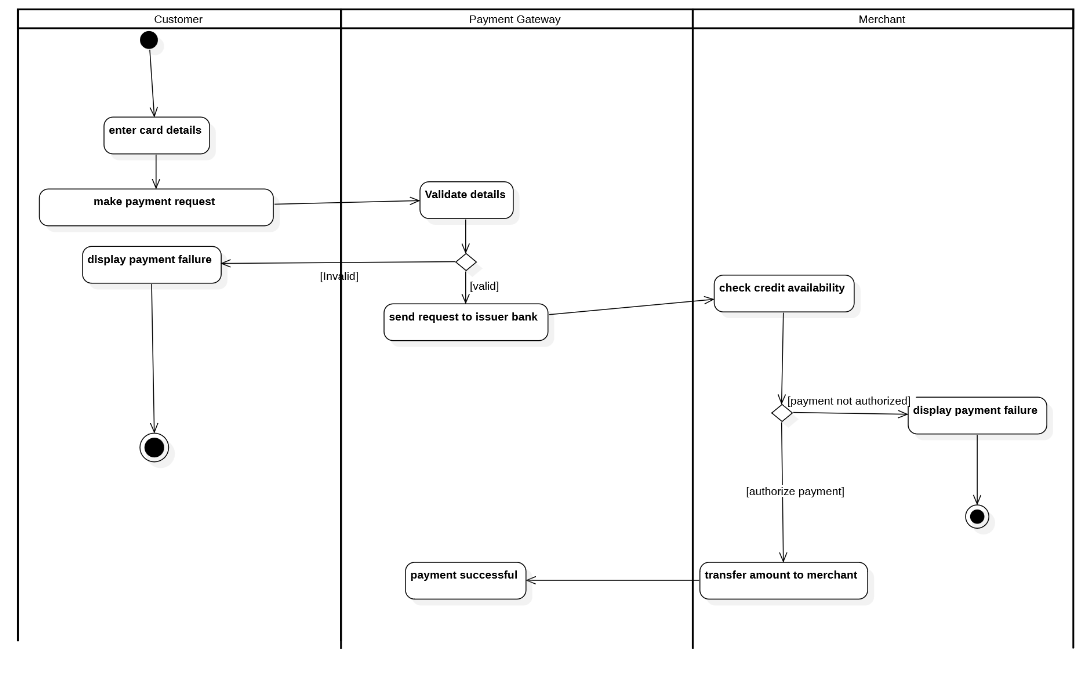 Customer
Payment Gateway
Merchant
enter card details
make payment request
Validate details
display payment failure
[Invalid]
[valid]
check credit availability
send request to issuer bank
[payment not authorized]
display payment failure
[authorize payment]
payment successful
transfer amount to merchant